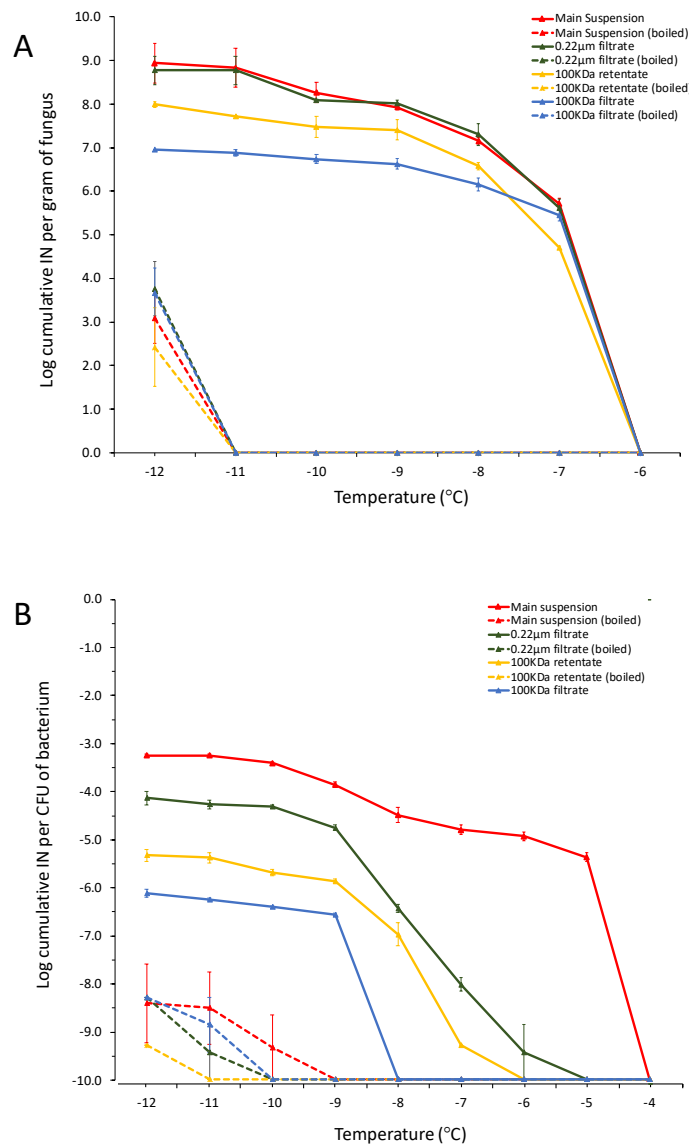 A
Main Suspension
Main Suspension (boiled)
0.22µm filtrate
0.22µm filtrate (boiled)
100KDa retentate
100KDa retentate (boiled)
100KDa filtrate
100KDa filtrate (boiled)
Log cumulative IN per gram of fungus
10.0
9.0
8.0
7.0
6.0
5.0
4.0
3.0
2.0
1.0
0.0
-12 -11 -10 -9 -8 -7 -6
Temperature (°C)
B
Main suspension
Main suspension (boiled)
0.22µm filtrate
0.22µm filtrate (boiled)
100KDa retentate
100KDa retentate (boiled)
100KDa filtrate
Log cumulative IN per CFU of bacterium
0.0
-1.0
-2.0
-3.0
-4.0
-5.0
-6.0
-7.0
-8.0
-9.0
-10.0
-12 -11 -10 -9 -8 -7 -6 -5 -4
Temperature (°C)